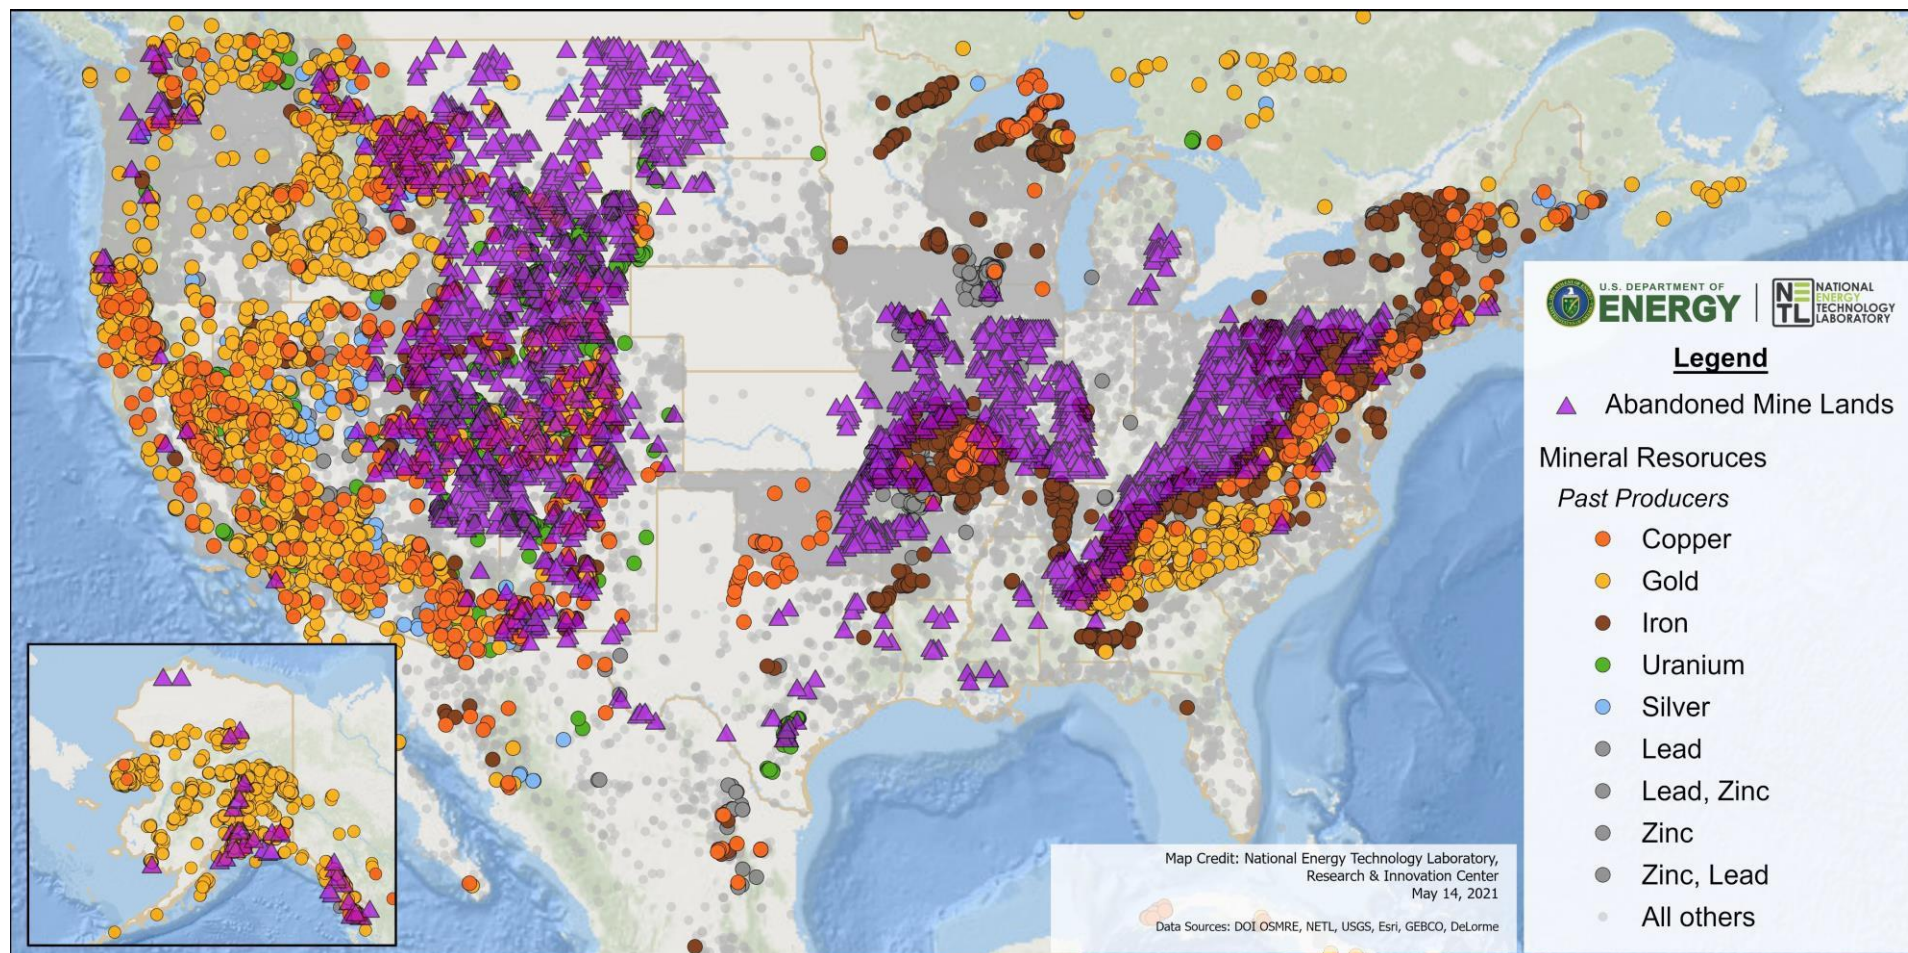 U.S. DEPARTMENT OF
ENERGY
NETL
NATIONAL
ENERGY
TECHNOLOGY
LABORATORY
Legend
Abandoned Mine Lands
Mineral Resoruces
Past Producers
Copper
Gold
Iron
Uranium
Silver
Lead
Lead, Zinc
Zinc
Zinc, Lead
All others
Map Credit: National Energy Technology Laboratory,
Research & Innovation Center
May 14, 2021
Data Sources: DOI OSMRE, NETL, USGS, Esri, GEBCO, DeLorme